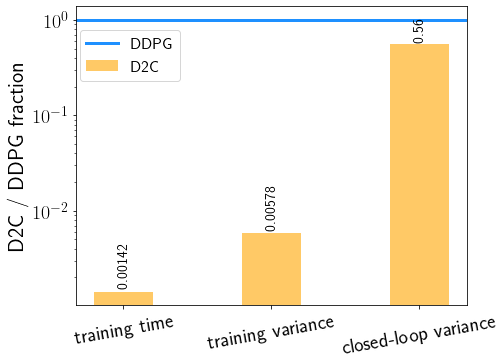 D2C / DDPG fraction
10^0
10^-1
10^-2
DDPG
D2C
0.00142
0.00578
0.56
training time
training variance
closed-loop variance